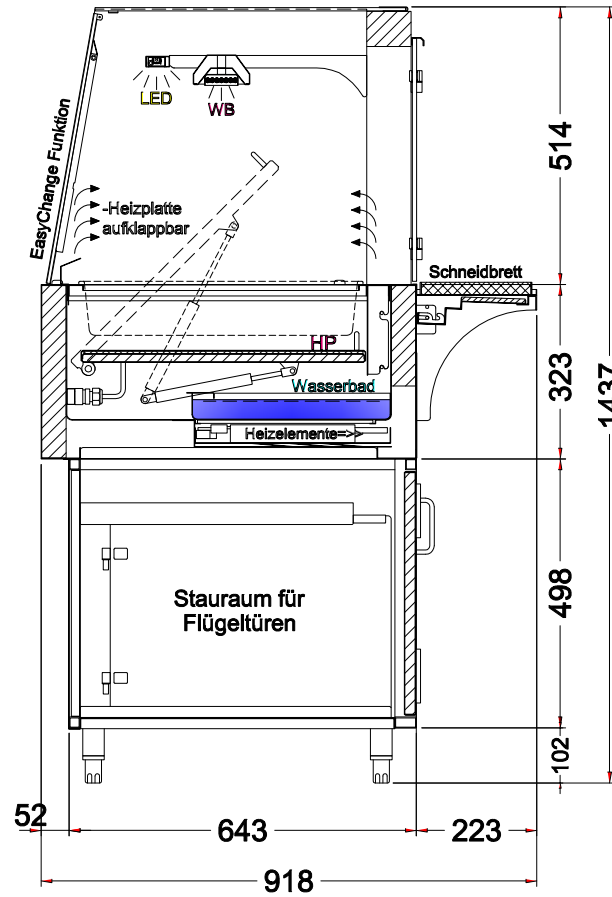 LED
WB
EasyChange Funktion
-Heizplatte
aufklappbar
Schneidbrett
HP
Wasserbad
Heizelemente=>>
Stauraum für
Flügeltüren
514
323
1437
498
102
52
643
223
918